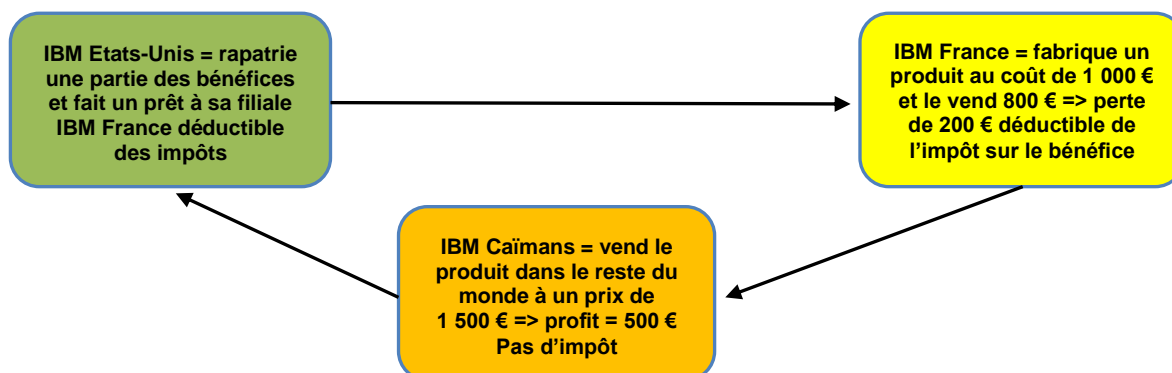 IBM Etats-Unis = rapatrie
une partie des bénéfices
et fait un prêt à sa filiale
IBM France déductible
des impôts
IBM France = fabrique un
produit au coût de 1 000 €
et le vend 800 € => perte
de 200 € déductible de
l'impôt sur le bénéfice
IBM Caïmans = vend le
produit dans le reste du
monde à un prix de
1 500 € => profit = 500 €
Pas d'impôt